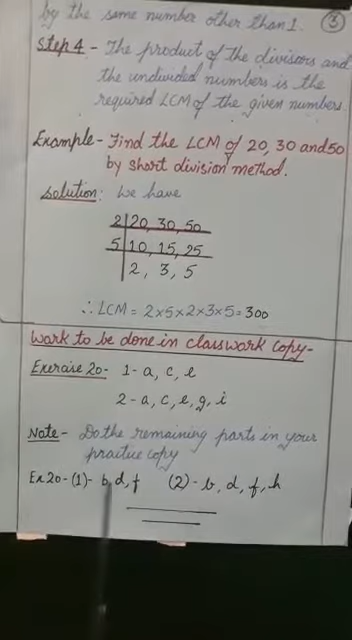 by the same number other than 1. 3
Step 4 - The product of the divisors and
the undivided numbers is the
required LCM of the given numbers.
Example - Find the LCM of 20, 30 and 50
by short division method.
Solution: We have
2 | 20, 30, 50
5 | 10, 15, 25
2, 3, 5
∴ LCM = 2×5×2×3×5 = 300
Work to be done in classwork copy-
Exercise 20- 1- a, c, e
2- a, c, e, g, i
Note - Do the remaining parts in your
practice copy
Ex 20 - (1) - b, d, f (2) - b, d, f, h